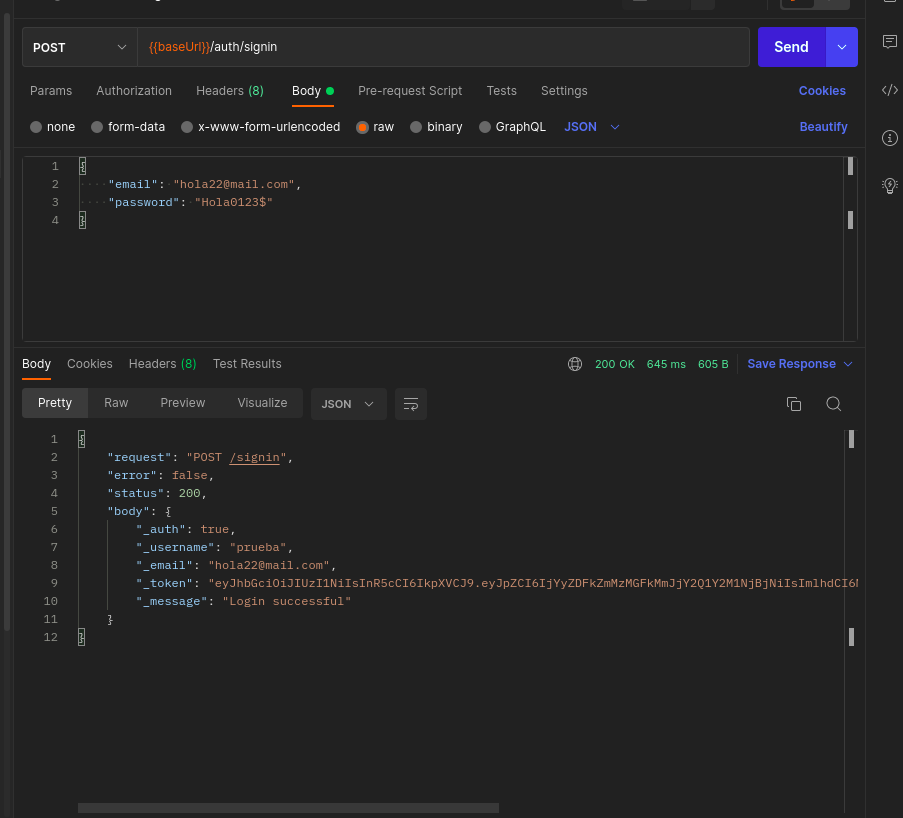 POST {{baseUrl}}/auth/signin Send
Params Authorization Headers (8) Body Pre-request Script Tests Settings Cookies
none form-data x-www-form-urlencoded raw binary GraphQL JSON Beautify
1 {
2 "email": "hola22@mail.com",
3 "password": "Hola0123$"
4 }
Body Cookies Headers (8) Test Results 200 OK 645 ms 605 B Save Response
Pretty Raw Preview Visualize JSON
1 {
2 "request": "POST /signin",
3 "error": false,
4 "status": 200,
5 "body": {
6 "_auth": true,
7 "_username": "prueba",
8 "_email": "hola22@mail.com",
9 "_token": "eyJhbGciOiJIUzI1NiIsInR5cCI6IkpXVCJ9.eyJpZCI6IjYyZDFkZmMzMGFkMmJjY2Q1Y2M1NjBjNiIsImlhdCI6
10 "_message": "Login successful"
11 }
12 }